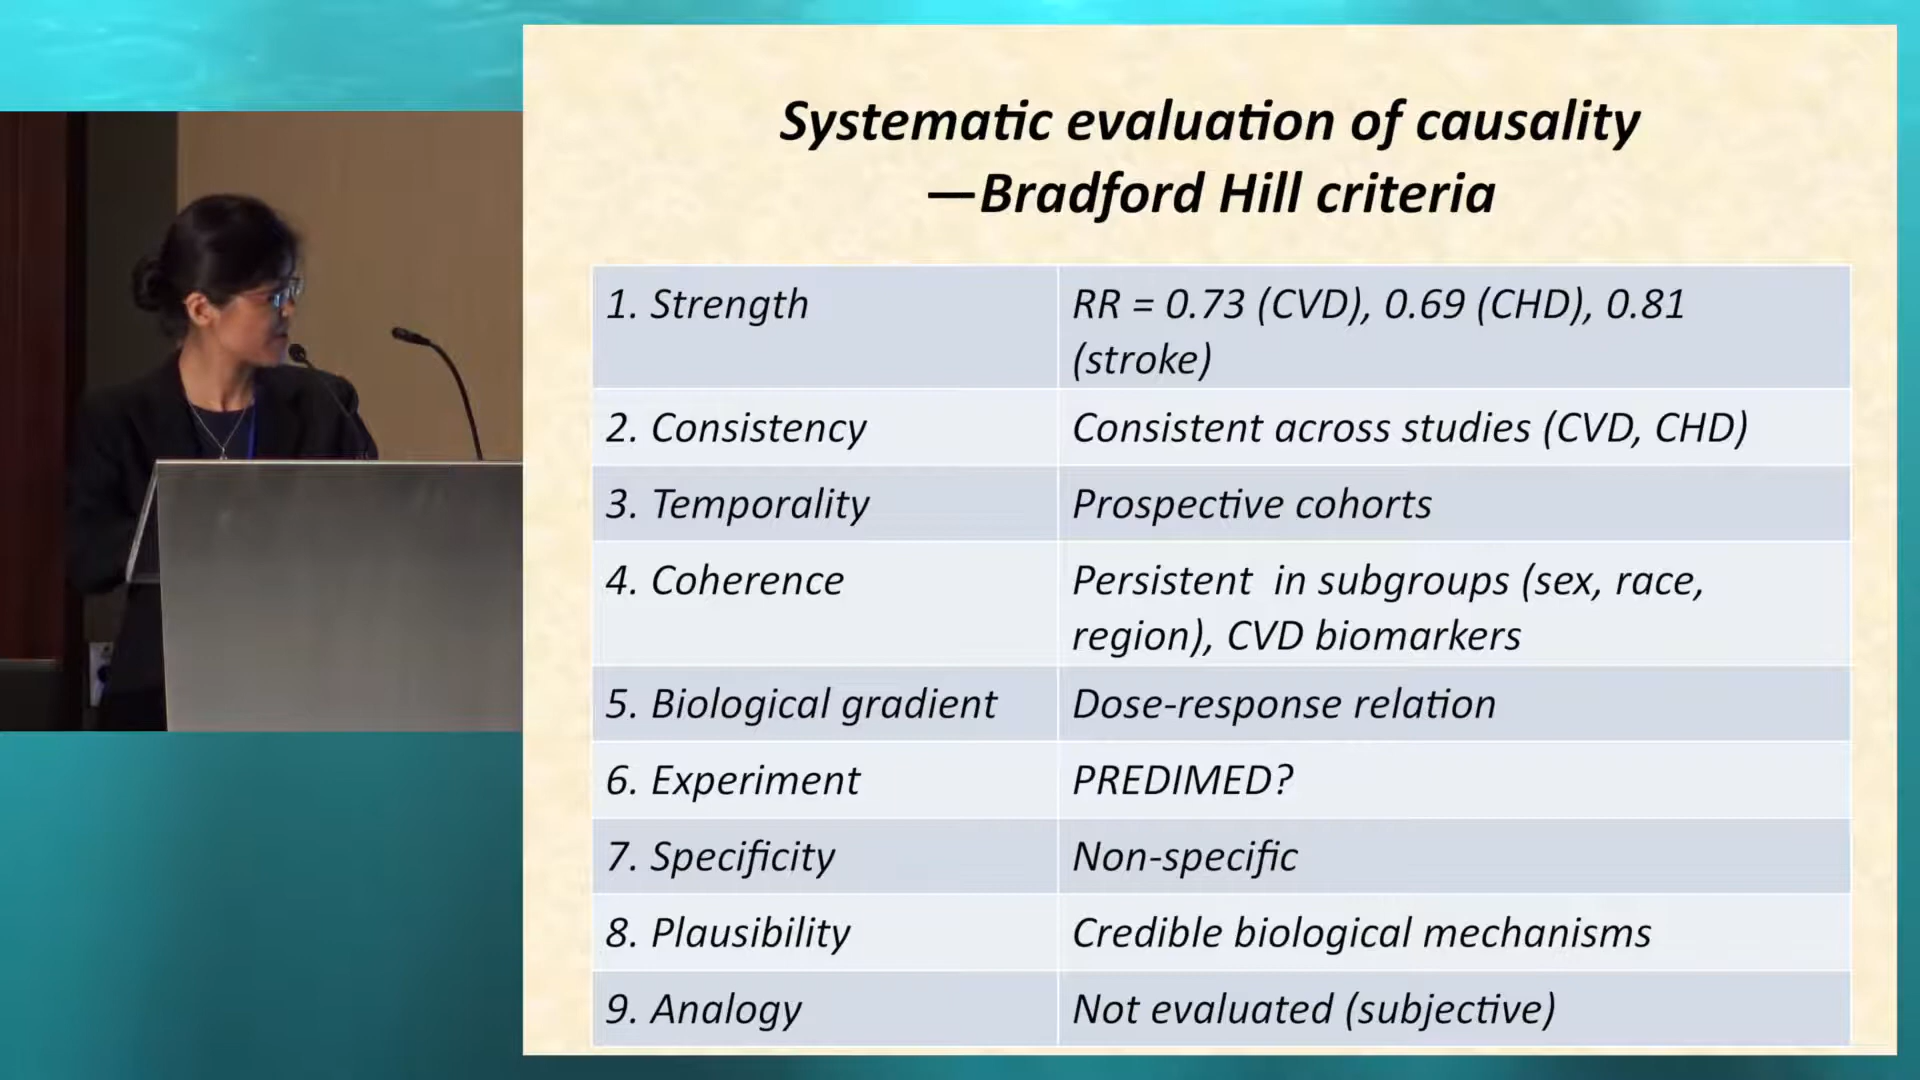 Systematic evaluation of causality
—Bradford Hill criteria
1. Strength
RR = 0.73 (CVD), 0.69 (CHD), 0.81
(stroke)
2. Consistency
Consistent across studies (CVD, CHD)
3. Temporality
Prospective cohorts
4. Coherence
Persistent in subgroups (sex, race,
region), CVD biomarkers
5. Biological gradient
Dose-response relation
6. Experiment
PREDIMED?
7. Specificity
Non-specific
8. Plausibility
Credible biological mechanisms
9. Analogy
Not evaluated (subjective)